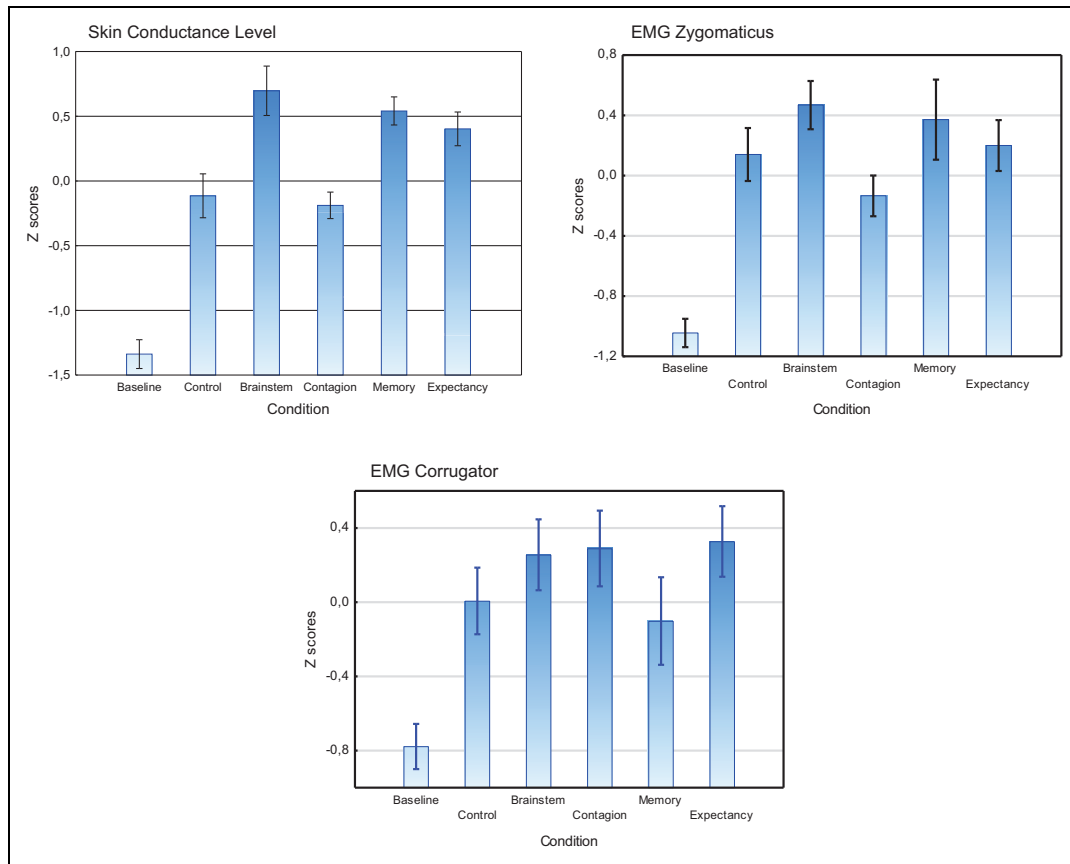 Skin Conductance Level
1,0
0,5
0,0
-0,5
-1,0
-1,5
Z scores
Baseline Control Brainstem Contagion Memory Expectancy
Condition
EMG Zygomaticus
0,8
0,4
0,0
-0,4
-0,8
-1,2
Z scores
Baseline Brainstem Memory
Control Contagion Expectancy
Condition
EMG Corrugator
0,4
0,0
-0,4
-0,8
Z scores
Baseline Brainstem Memory
Control Contagion Expectancy
Condition